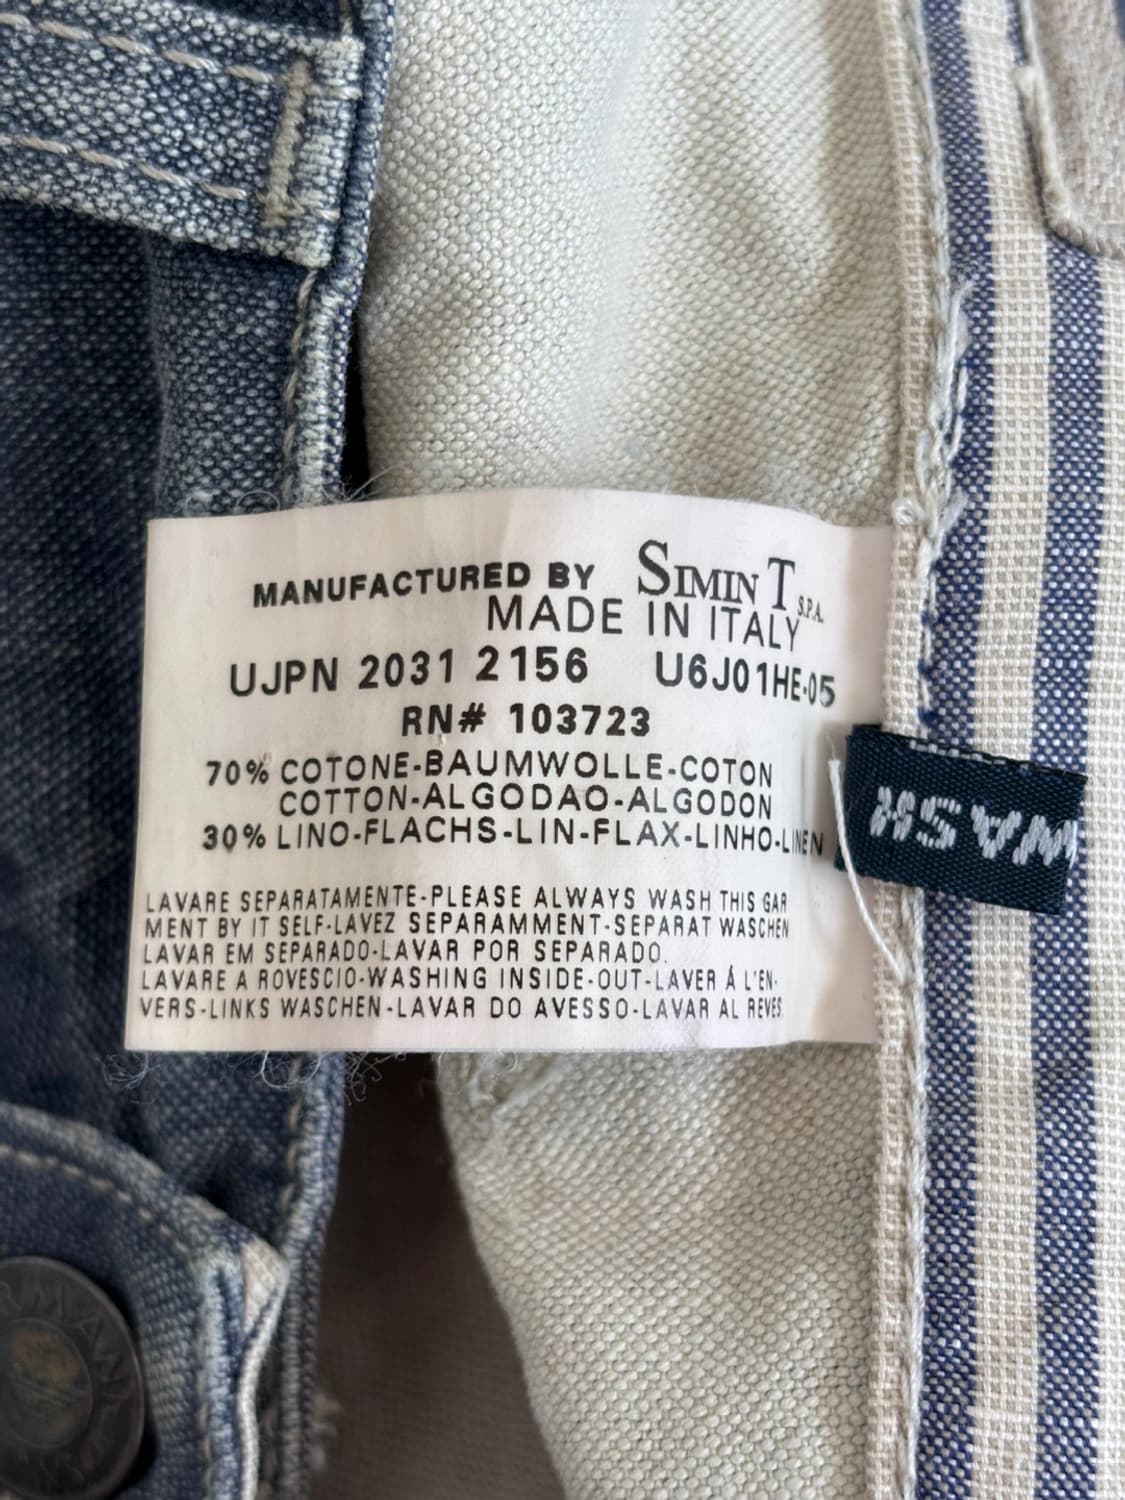 MANUFACTURED BY SIMINT S.P.A.
MADE IN ITALY
UJPN 2031 2156 U6J01HE-05
RN# 103723
70% COTONE-BAUMWOLLE-COTON
COTTON-ALGODAO-ALGODON
30% LINO-FLACHS-LIN-FLAX-LINHO-LINEN
LAVARE SEPARATAMENTE-PLEASE ALWAYS WASH THIS GAR
MENT BY IT SELF-LAVEZ SEPARAMMENT-SEPARAT WASCHEN
LAVAR EM SEPARADO-LAVAR POR SEPARADO.
LAVARE A ROVESCIO-WASHING INSIDE-OUT-LAVER Á L'EN-
VERS-LINKS WASCHEN-LAVAR DO AVESSO-LAVAR AL REVES.
WASH